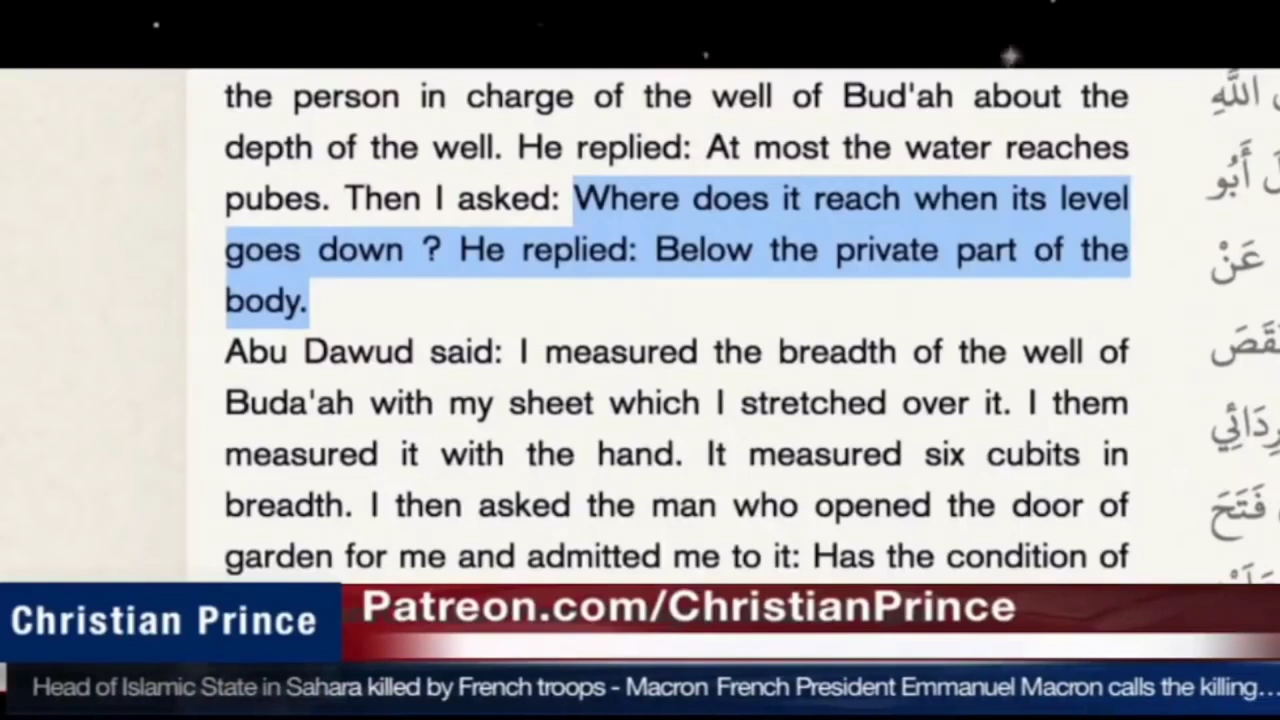 the person in charge of the well of Bud'ah about the
depth of the well. He replied: At most the water reaches
pubes. Then I asked: Where does it reach when its level
goes down ? He replied: Below the private part of the
body.
Abu Dawud said: I measured the breadth of the well of
Buda'ah with my sheet which I stretched over it. I them
measured it with the hand. It measured six cubits in
breadth. I then asked the man who opened the door of
garden for me and admitted me to it: Has the condition of
اللَّهِ
أَبُو
عَنْ
فَتَحَ
Christian Prince
Patreon.com/ChristianPrince
Head of Islamic State in Sahara killed by French troops - Macron French President Emmanuel Macron calls the killing...